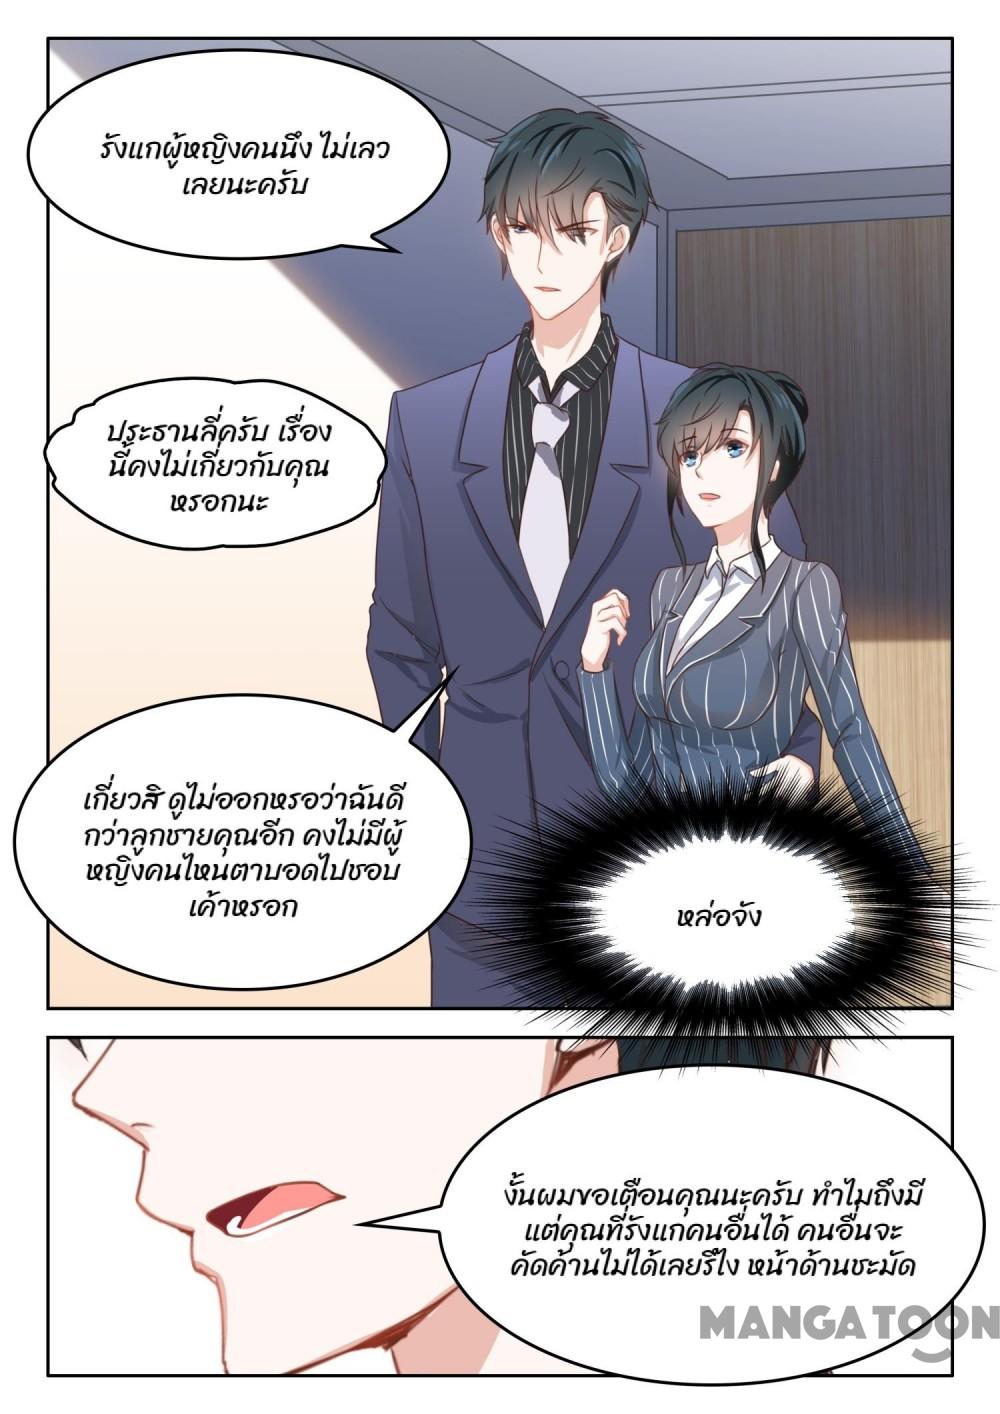 รังแกผู้หญิงคนนึง ไม่เลว
เลยนะครับ
ประธานลี่ครับ เรื่อง
นี้คงไม่เกี่ยวกับคุณ
หรอกนะ
เกี่ยวสิ ดูไม่ออกหรอว่าฉันดี
กว่าลูกชายคุณอีก คงไม่มีผู้
หญิงคนไหนตาบอดไปชอบ
เค้าหรอก
หล่อจัง
งั้นผมขอเตือนคุณนะครับ ทำไมถึงมี
แต่คุณที่รังแกคนอื่นได้ คนอื่นจะ
คัดค้านไม่ได้เลยรึไง หน้าด้านชะมัด
MANGATOON